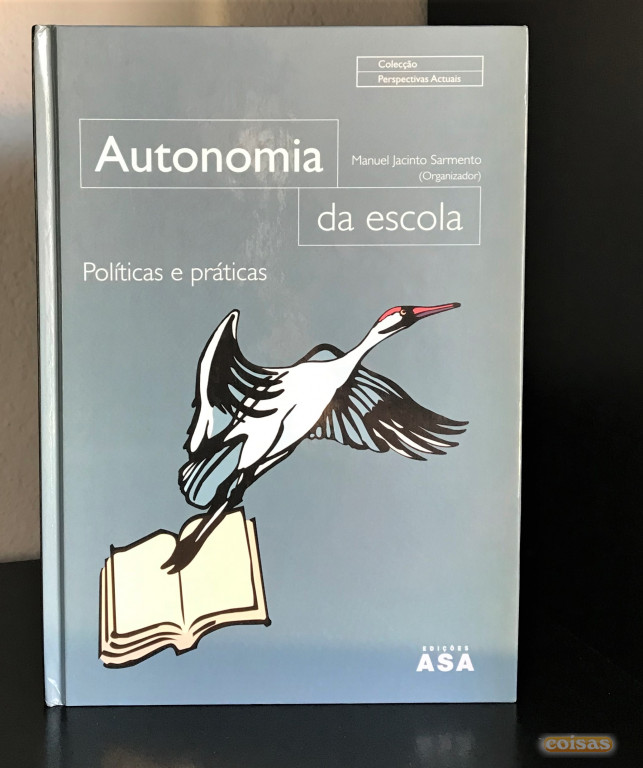 Colecção
Perspectivas Actuais
Autonomia
Manuel Jacinto Sarmento
(Organizador)
da escola
Políticas e práticas
EDIÇÕES
ASA
coisas